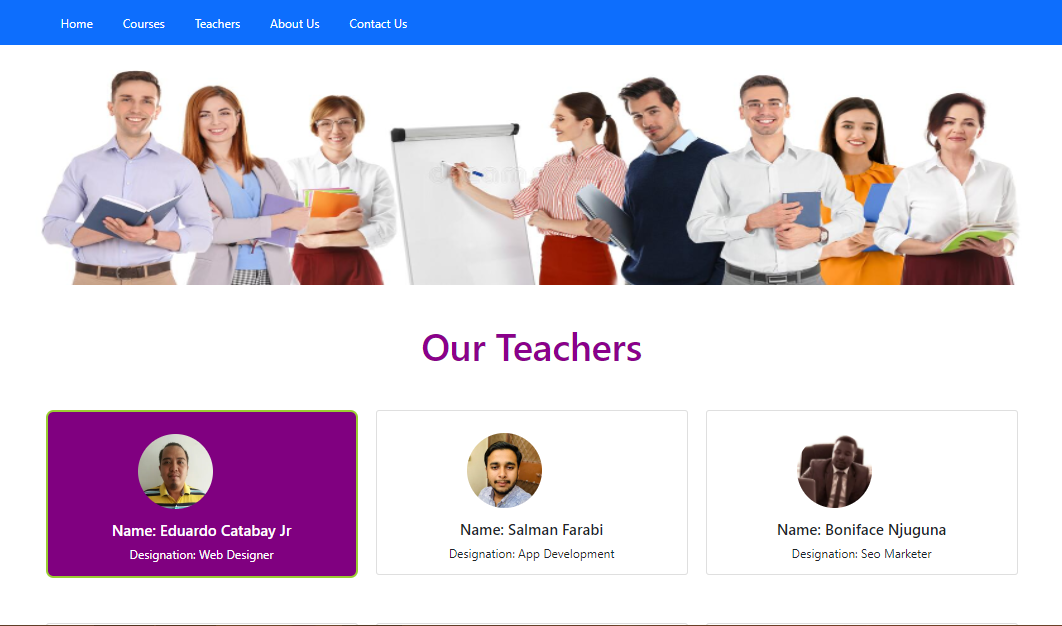 Home Courses Teachers About Us Contact Us
Our Teachers
Name: Eduardo Catabay Jr
Designation: Web Designer
Name: Salman Farabi
Designation: App Development
Name: Boniface Njuguna
Designation: Seo Marketer